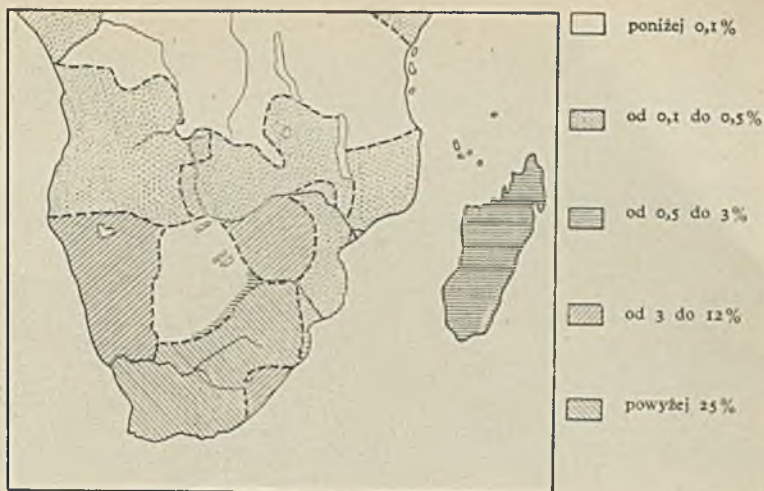 poniżej 0,1%
od 0,1 do 0,5%
od 0,5 do 3%
od 3 do 12%
powyżej 25%